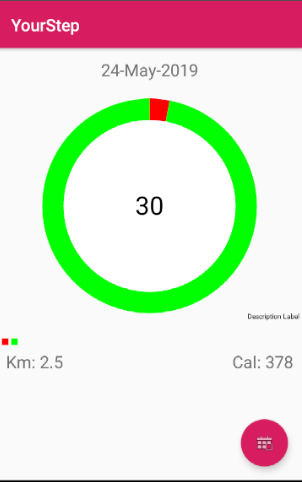 YourStep
24-May-2019
30
Description Label
Km: 2.5
Cal: 378